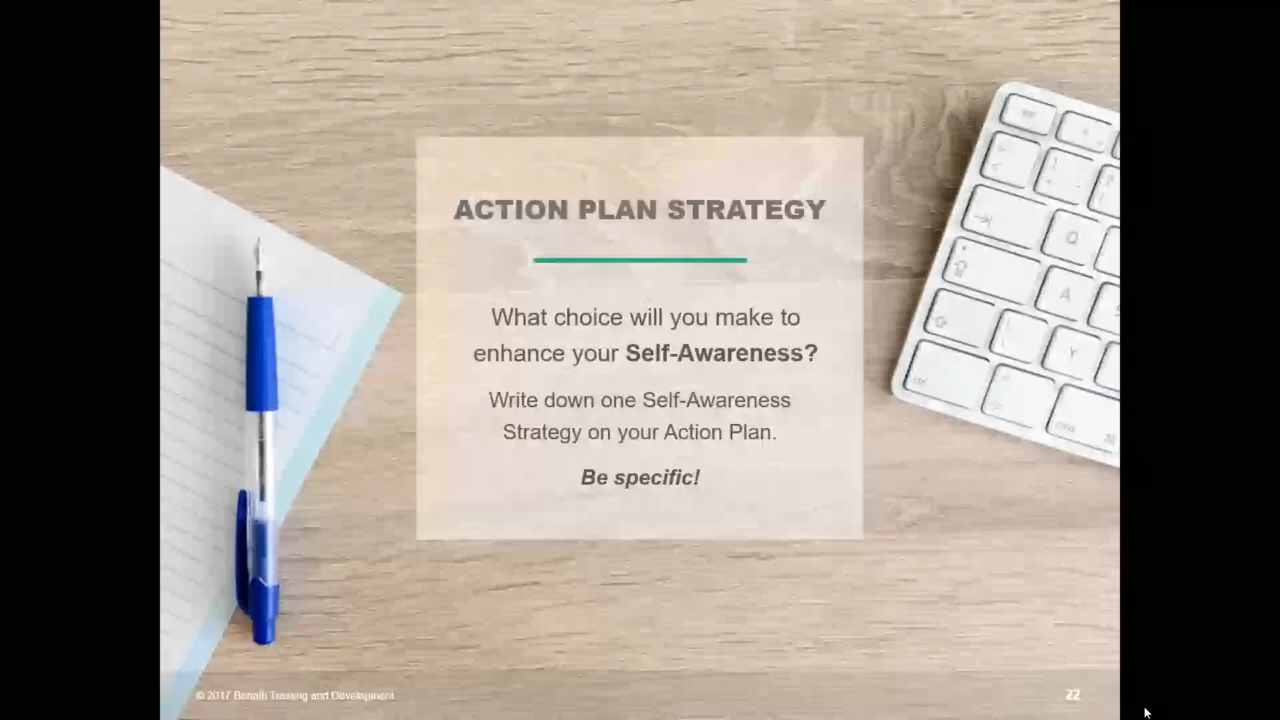 ACTION PLAN STRATEGY
What choice will you make to
enhance your Self-Awareness?
Write down one Self-Awareness
Strategy on your Action Plan.
Be specific!
© 2017 Benatti Training and Development
22
Q
A
Y